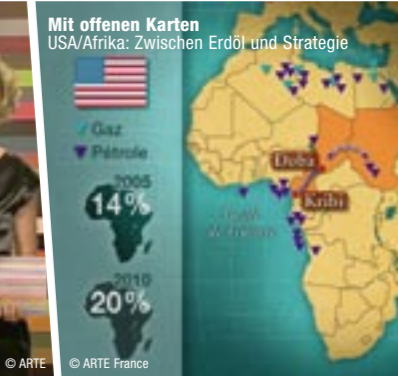 Mit offenen Karten
USA/Afrika: Zwischen Erdöl und Strategie
Gaz
Pétrole
2005
14%
2010
20%
Doba
Kribi
© ARTE
© ARTE France